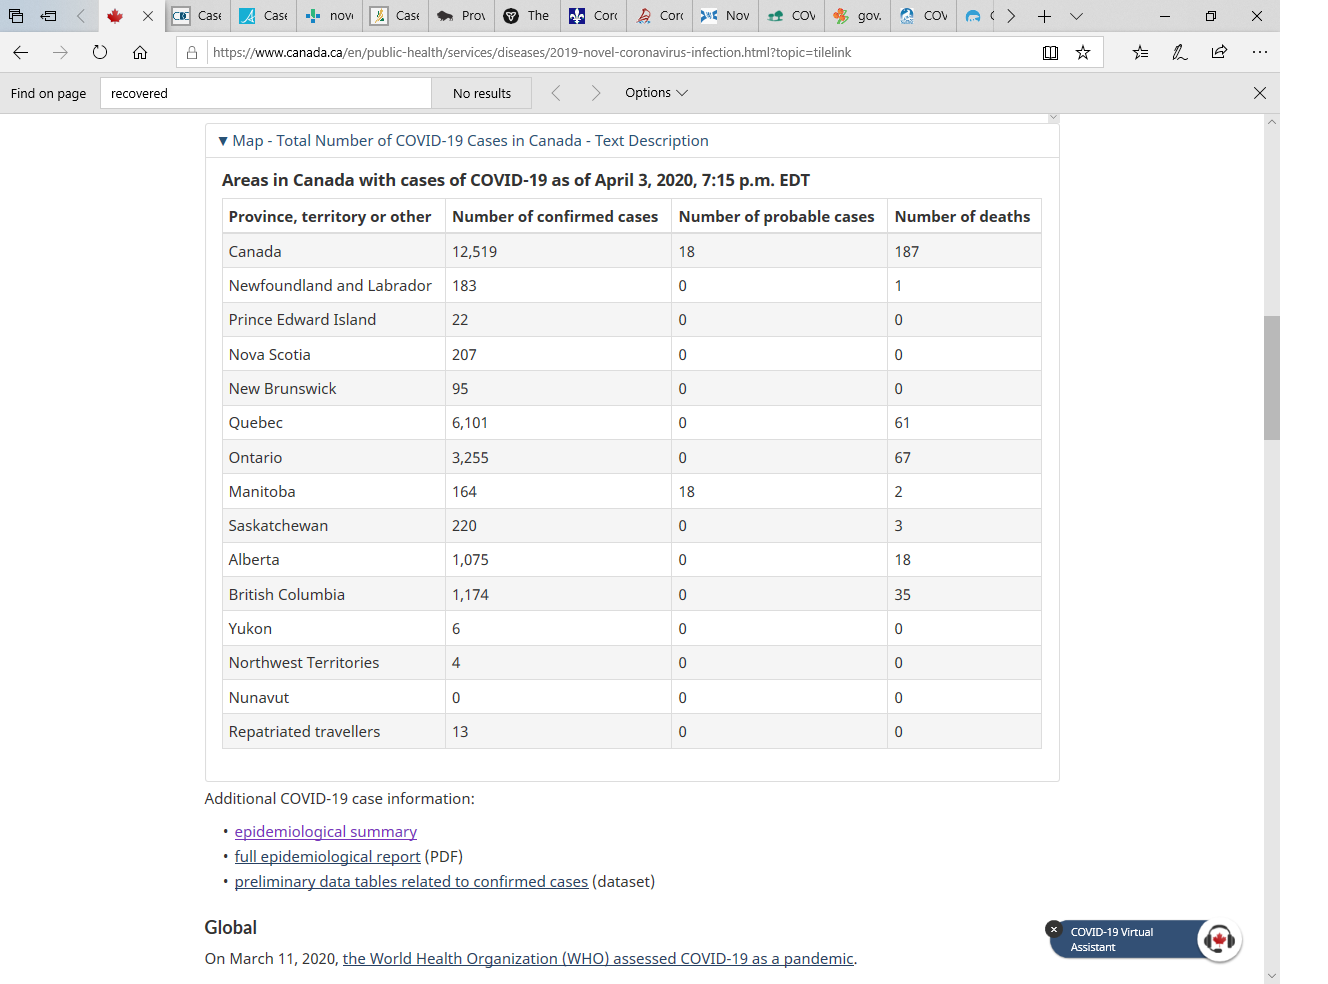 Case
Case
nov
Case
Prov
The
Cor
Cor
Nov
COV
gov.
COV
https://www.canada.ca/en/public-health/services/diseases/2019-novel-coronavirus-infection.html?topic=tilelink
Find on page recovered No results Options
Map - Total Number of COVID-19 Cases in Canada - Text Description
Areas in Canada with cases of COVID-19 as of April 3, 2020, 7:15 p.m. EDT
Province, territory or other Number of confirmed cases Number of probable cases Number of deaths
Canada 12,519 18 187
Newfoundland and Labrador 183 0 1
Prince Edward Island 22 0 0
Nova Scotia 207 0 0
New Brunswick 95 0 0
Quebec 6,101 0 61
Ontario 3,255 0 67
Manitoba 164 18 2
Saskatchewan 220 0 3
Alberta 1,075 0 18
British Columbia 1,174 0 35
Yukon 6 0 0
Northwest Territories 4 0 0
Nunavut 0 0 0
Repatriated travellers 13 0 0
Additional COVID-19 case information:
• epidemiological summary
• full epidemiological report (PDF)
• preliminary data tables related to confirmed cases (dataset)
Global
On March 11, 2020, the World Health Organization (WHO) assessed COVID-19 as a pandemic.
COVID-19 Virtual
Assistant